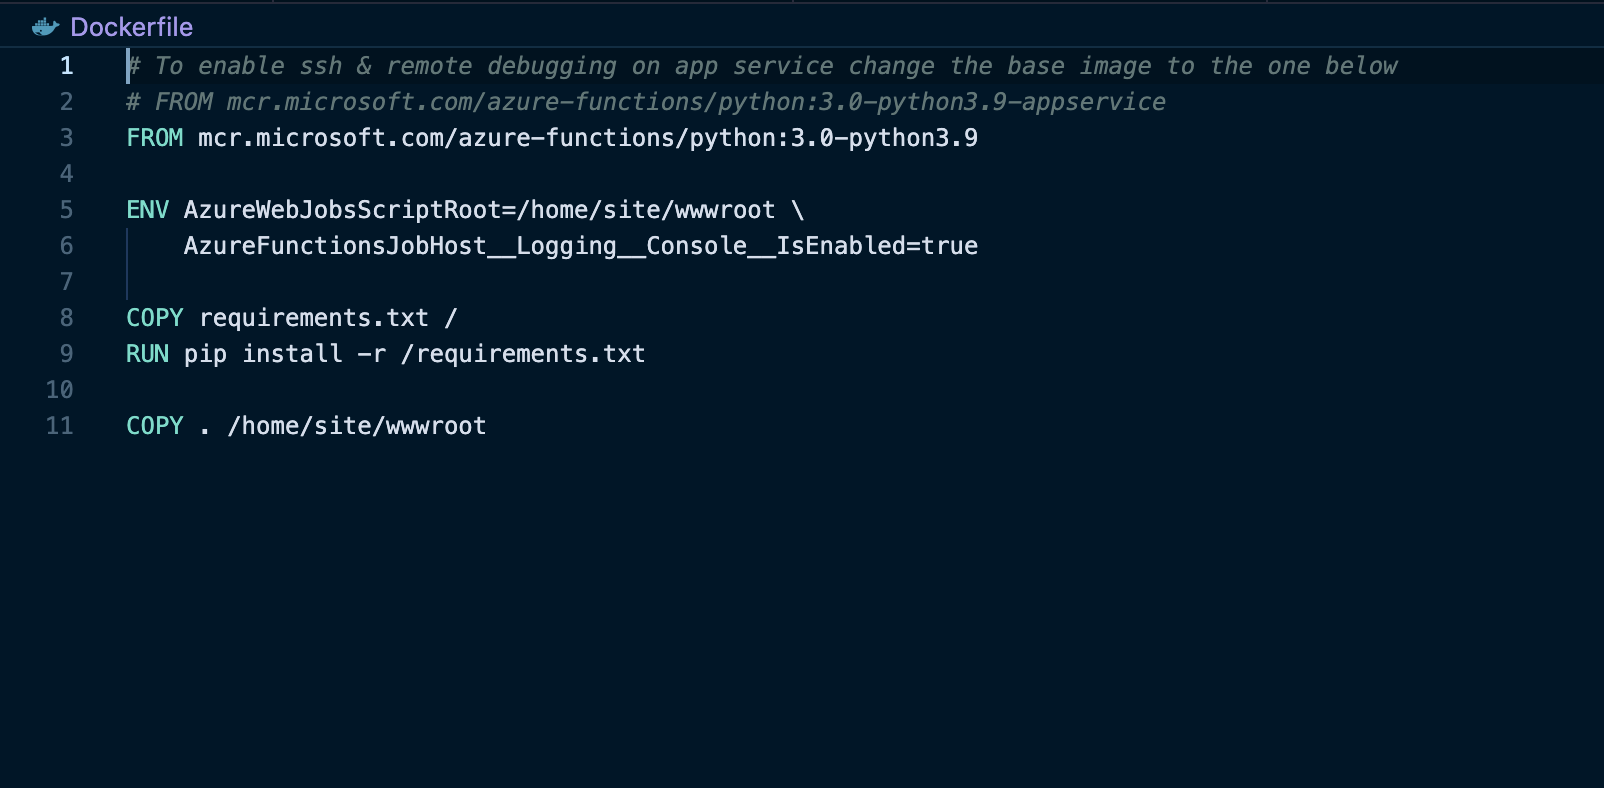 Dockerfile
1 # To enable ssh & remote debugging on app service change the base image to the one below
2 # FROM mcr.microsoft.com/azure-functions/python:3.0-python3.9-appservice
3 FROM mcr.microsoft.com/azure-functions/python:3.0-python3.9
4
5 ENV AzureWebJobsScriptRoot=/home/site/wwwroot \
6     AzureFunctionsJobHost__Logging__Console__IsEnabled=true
7
8 COPY requirements.txt /
9 RUN pip install -r /requirements.txt
10
11 COPY . /home/site/wwwroot